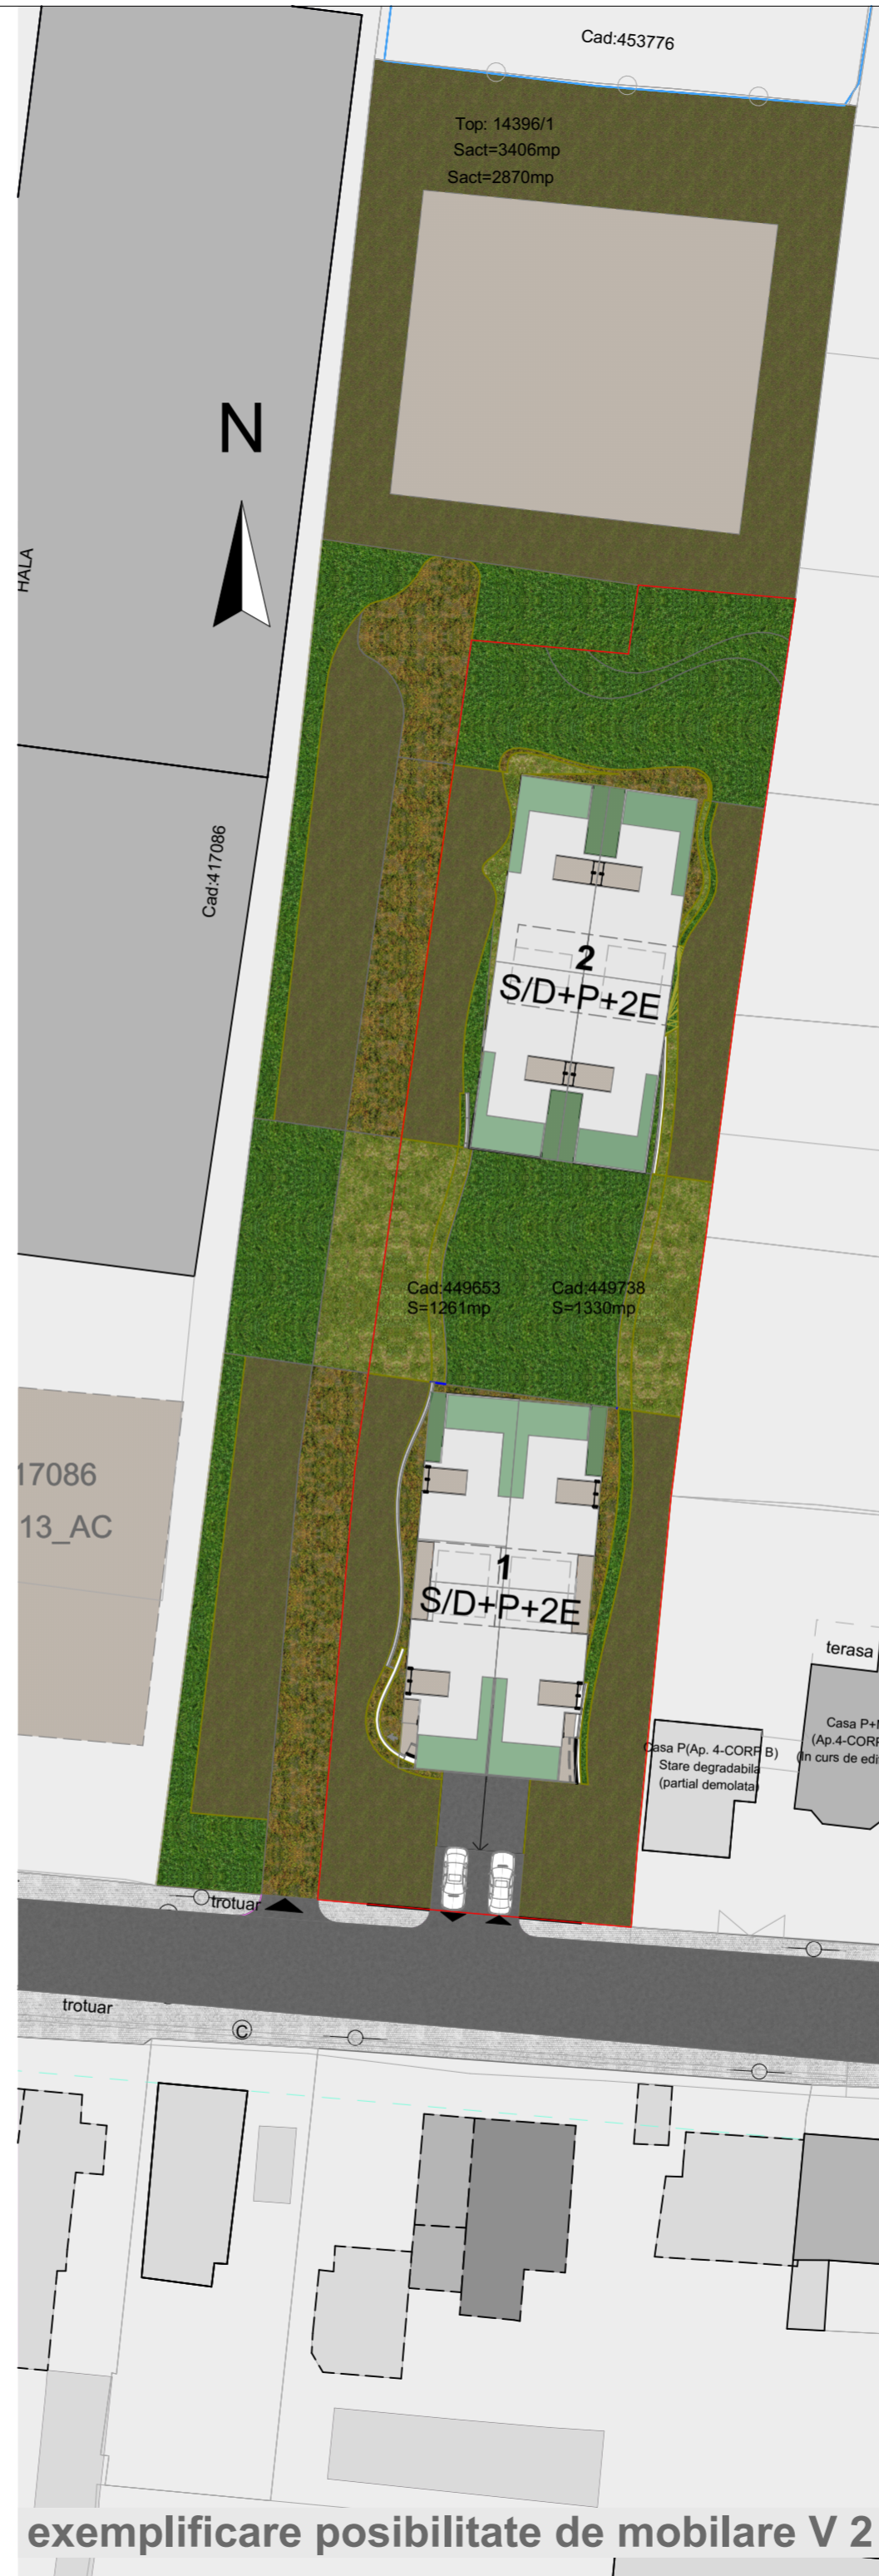 Cad:453776
Top: 14396/1
Sact=3406mp
Sact=2870mp
N
HALA
Cad:417086
2
S/D+P+2E
Cad:449653
S=1261mp
Cad:449738
S=1330mp
17086
13_AC
1
S/D+P+2E
terasa
Casa P(Ap. 4-CORP B)
Stare degradabila
(partial demolata)
Casa P+
(Ap.4-CORP
(In curs de edi
trotuar
trotuar
C
exemplificare posibilitate de mobilare V 2